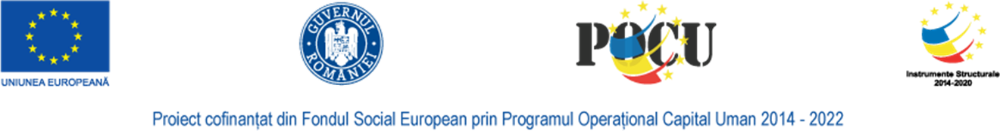 UNIUNEA EUROPEANĂ
GUVERNUL ROMÂNIEI
POCU
Instrumente Structurale
2014-2020
Proiect cofinanțat din Fondul Social European prin Programul Operațional Capital Uman 2014 - 2022